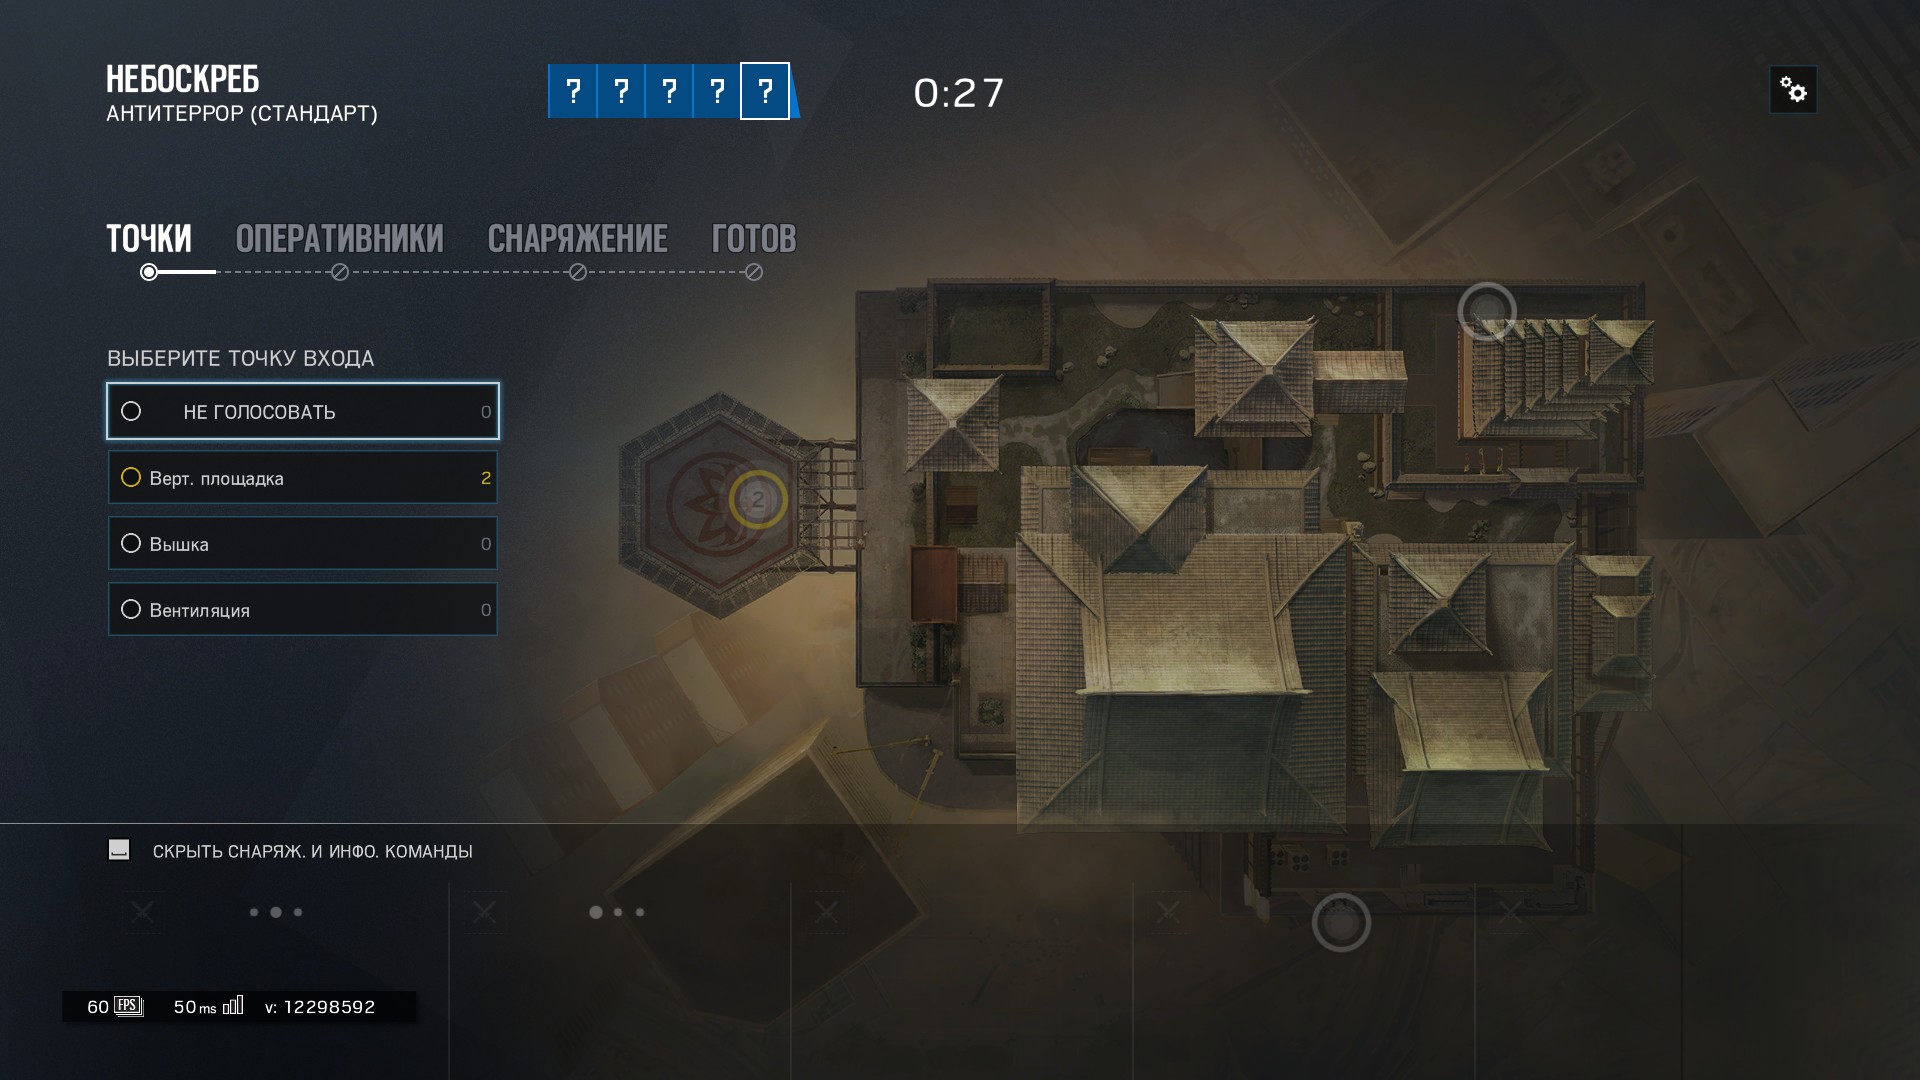 НЕБОСКРЕБ
АНТИТЕРРОР (СТАНДАРТ)
? ? ? ? ?
0:27
ТОЧКИ ОПЕРАТИВНИКИ СНАРЯЖЕНИЕ ГОТОВ
ВЫБЕРИТЕ ТОЧКУ ВХОДА
НЕ ГОЛОСОВАТЬ 0
Верт. площадка 2
2
Вышка 0
Вентиляция 0
СКРЫТЬ СНАРЯЖ. И ИНФО. КОМАНДЫ
60 FPS 50 ms v: 12298592